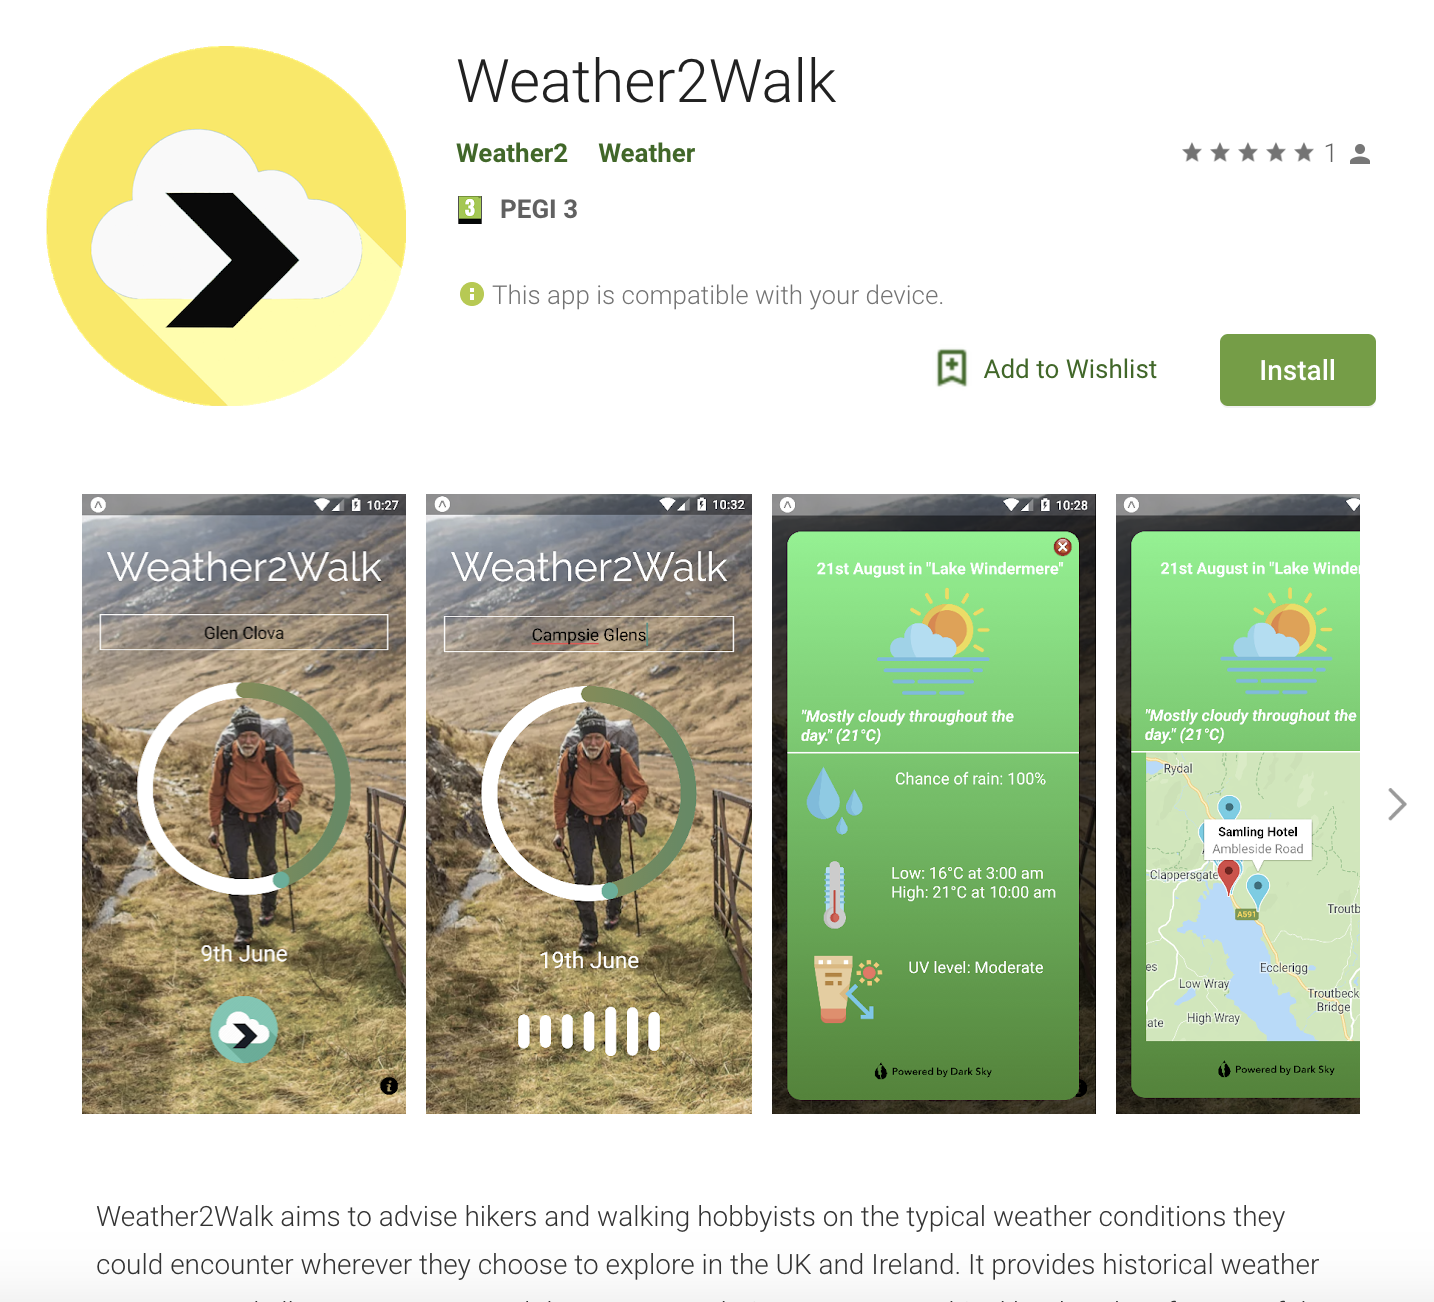 Weather2Walk
Weather2 Weather
1
3 PEGI 3
This app is compatible with your device.
Add to Wishlist
Install
10:27
Weather2Walk
Glen Clova
9th June
10:32
Weather2Walk
Campsie Glens
19th June
10:28
21st August in "Lake Windermere"
"Mostly cloudy throughout the
day." (21°C)
Chance of rain: 100%
Low: 16°C at 3:00 am
High: 21°C at 10:00 am
UV level: Moderate
Powered by Dark Sky
21st August in "Lake Winder
"Mostly cloudy throughout the
day." (21°C)
Rydal
Samling Hotel
Ambleside Road
Clappersgate
A591
Troutb
es
Ecclerigg
Low Wray
Troutbeck
Bridge
ate
High Wray
Powered by Dark Sky
Weather2Walk aims to advise hikers and walking hobbyists on the typical weather conditions they
could encounter wherever they choose to explore in the UK and Ireland. It provides historical weather